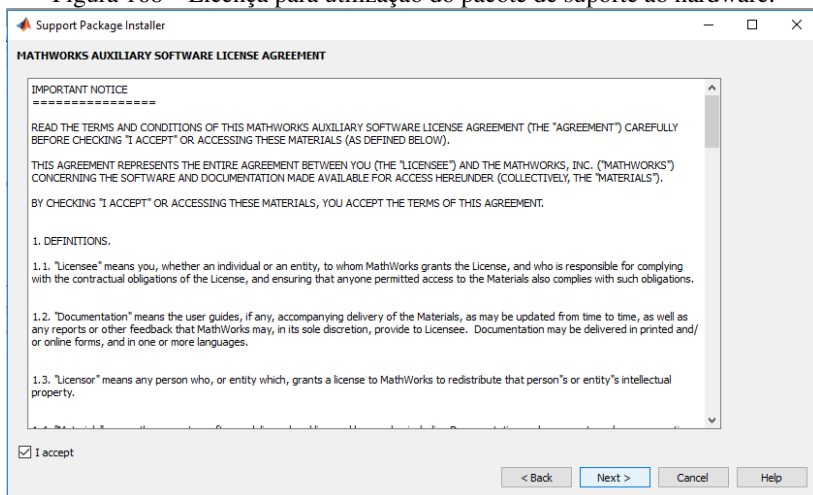 Figura 168 – Licença para utilização do pacote de suporte ao hardware.
Support Package Installer
MATHWORKS AUXILIARY SOFTWARE LICENSE AGREEMENT
IMPORTANT NOTICE
================
READ THE TERMS AND CONDITIONS OF THIS MATHWORKS AUXILIARY SOFTWARE LICENSE AGREEMENT (THE "AGREEMENT") CAREFULLY
BEFORE CHECKING "I ACCEPT" OR ACCESSING THESE MATERIALS (AS DEFINED BELOW).
THIS AGREEMENT REPRESENTS THE ENTIRE AGREEMENT BETWEEN YOU (THE "LICENSEE") AND THE MATHWORKS, INC. ("MATHWORKS")
CONCERNING THE SOFTWARE AND DOCUMENTATION MADE AVAILABLE FOR ACCESS HEREUNDER (COLLECTIVELY, THE "MATERIALS").
BY CHECKING "I ACCEPT" OR ACCESSING THESE MATERIALS, YOU ACCEPT THE TERMS OF THIS AGREEMENT.
1. DEFINITIONS.
1.1. "Licensee" means you, whether an individual or an entity, to whom MathWorks grants the License, and who is responsible for complying
with the contractual obligations of the License, and ensuring that anyone permitted access to the Materials also complies with such obligations.
1.2. "Documentation" means the user guides, if any, accompanying delivery of the Materials, as may be updated from time to time, as well as
any reports or other feedback that MathWorks may, in its sole discretion, provide to Licensee. Documentation may be delivered in printed and/
or online forms, and in one or more languages.
1.3. "Licensor" means any person who, or entity which, grants a license to MathWorks to redistribute that person"s or entity"s intellectual
property.
I accept
< Back Next > Cancel Help